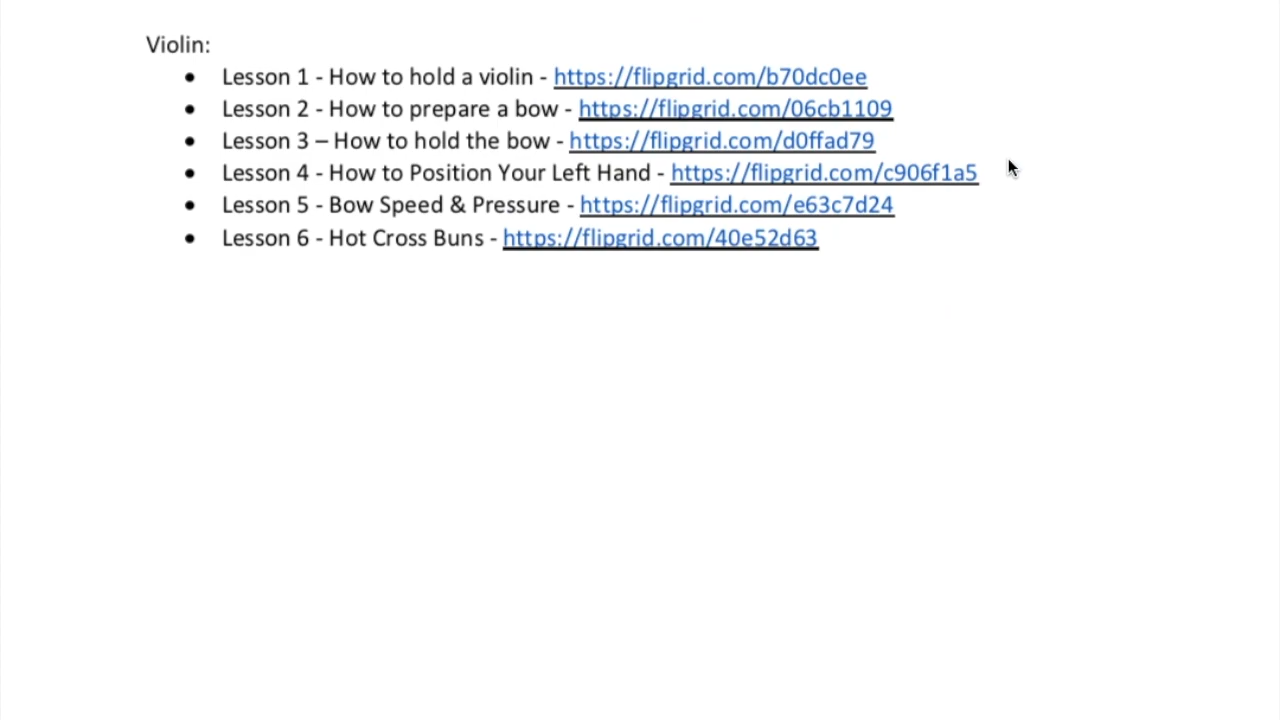 Violin:
• Lesson 1 - How to hold a violin - https://flipgrid.com/b70dc0ee
• Lesson 2 - How to prepare a bow - https://flipgrid.com/06cb1109
• Lesson 3 – How to hold the bow - https://flipgrid.com/d0ffad79
• Lesson 4 - How to Position Your Left Hand - https://flipgrid.com/c906f1a5
• Lesson 5 - Bow Speed & Pressure - https://flipgrid.com/e63c7d24
• Lesson 6 - Hot Cross Buns - https://flipgrid.com/40e52d63